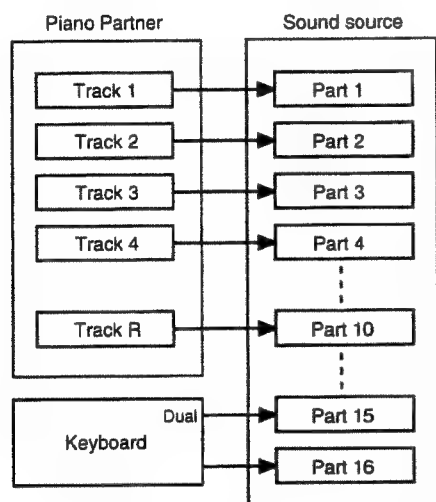 Piano Partner
Sound source
Track 1
Part 1
Track 2
Part 2
Track 3
Part 3
Track 4
Part 4
Track R
Part 10
Dual
Keyboard
Part 15
Part 16